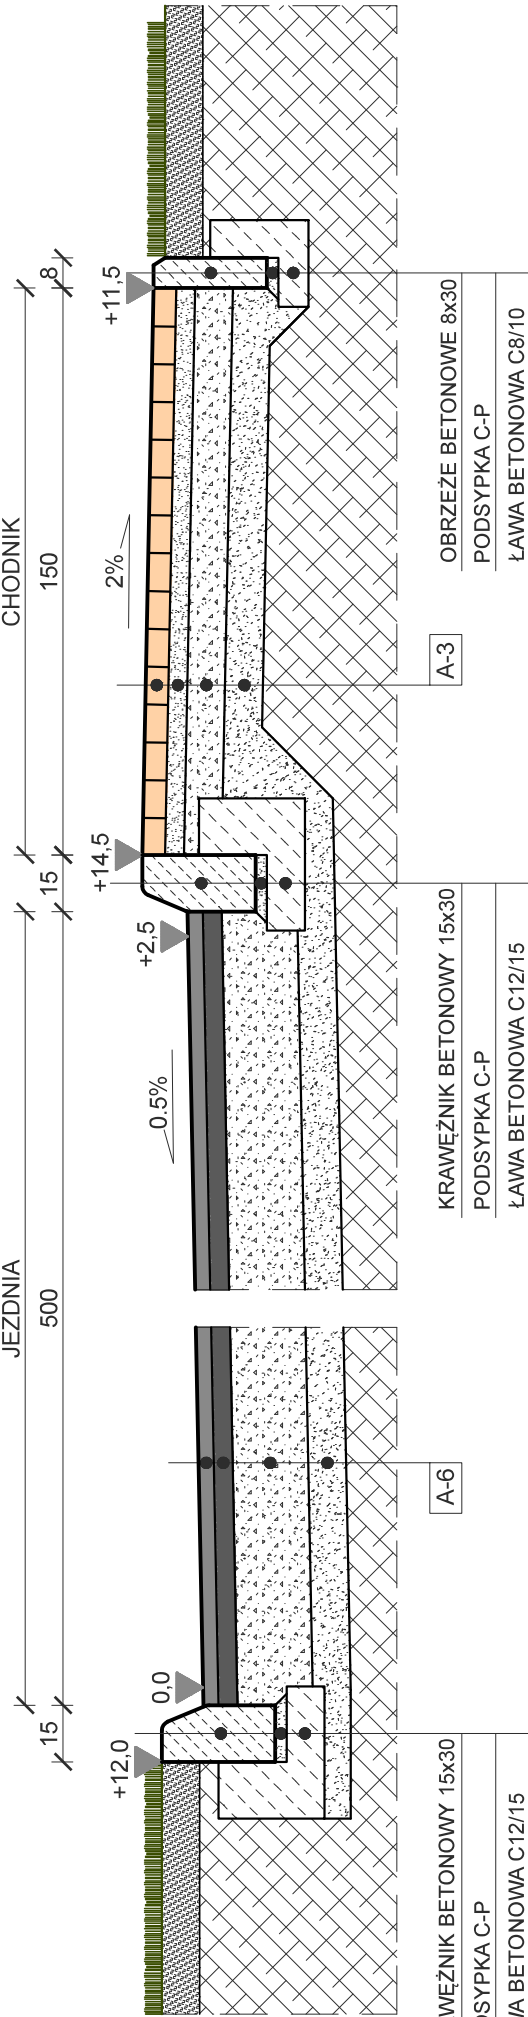 JEZDNIA
CHODNIK
15
500
15
150
8
+12,0
0,0
0.5%
+2,5
+14,5
2%
+11,5
A-6
A-3
BETONOWY 15x30
C-P
BETONOWA C12/15
KRAWĘŻNIK BETONOWY 15x30
PODSYPKA C-P
ŁAWA BETONOWA C12/15
OBRZEŻE BETONOWE 8x30
PODSYPKA C-P
ŁAWA BETONOWA C8/10